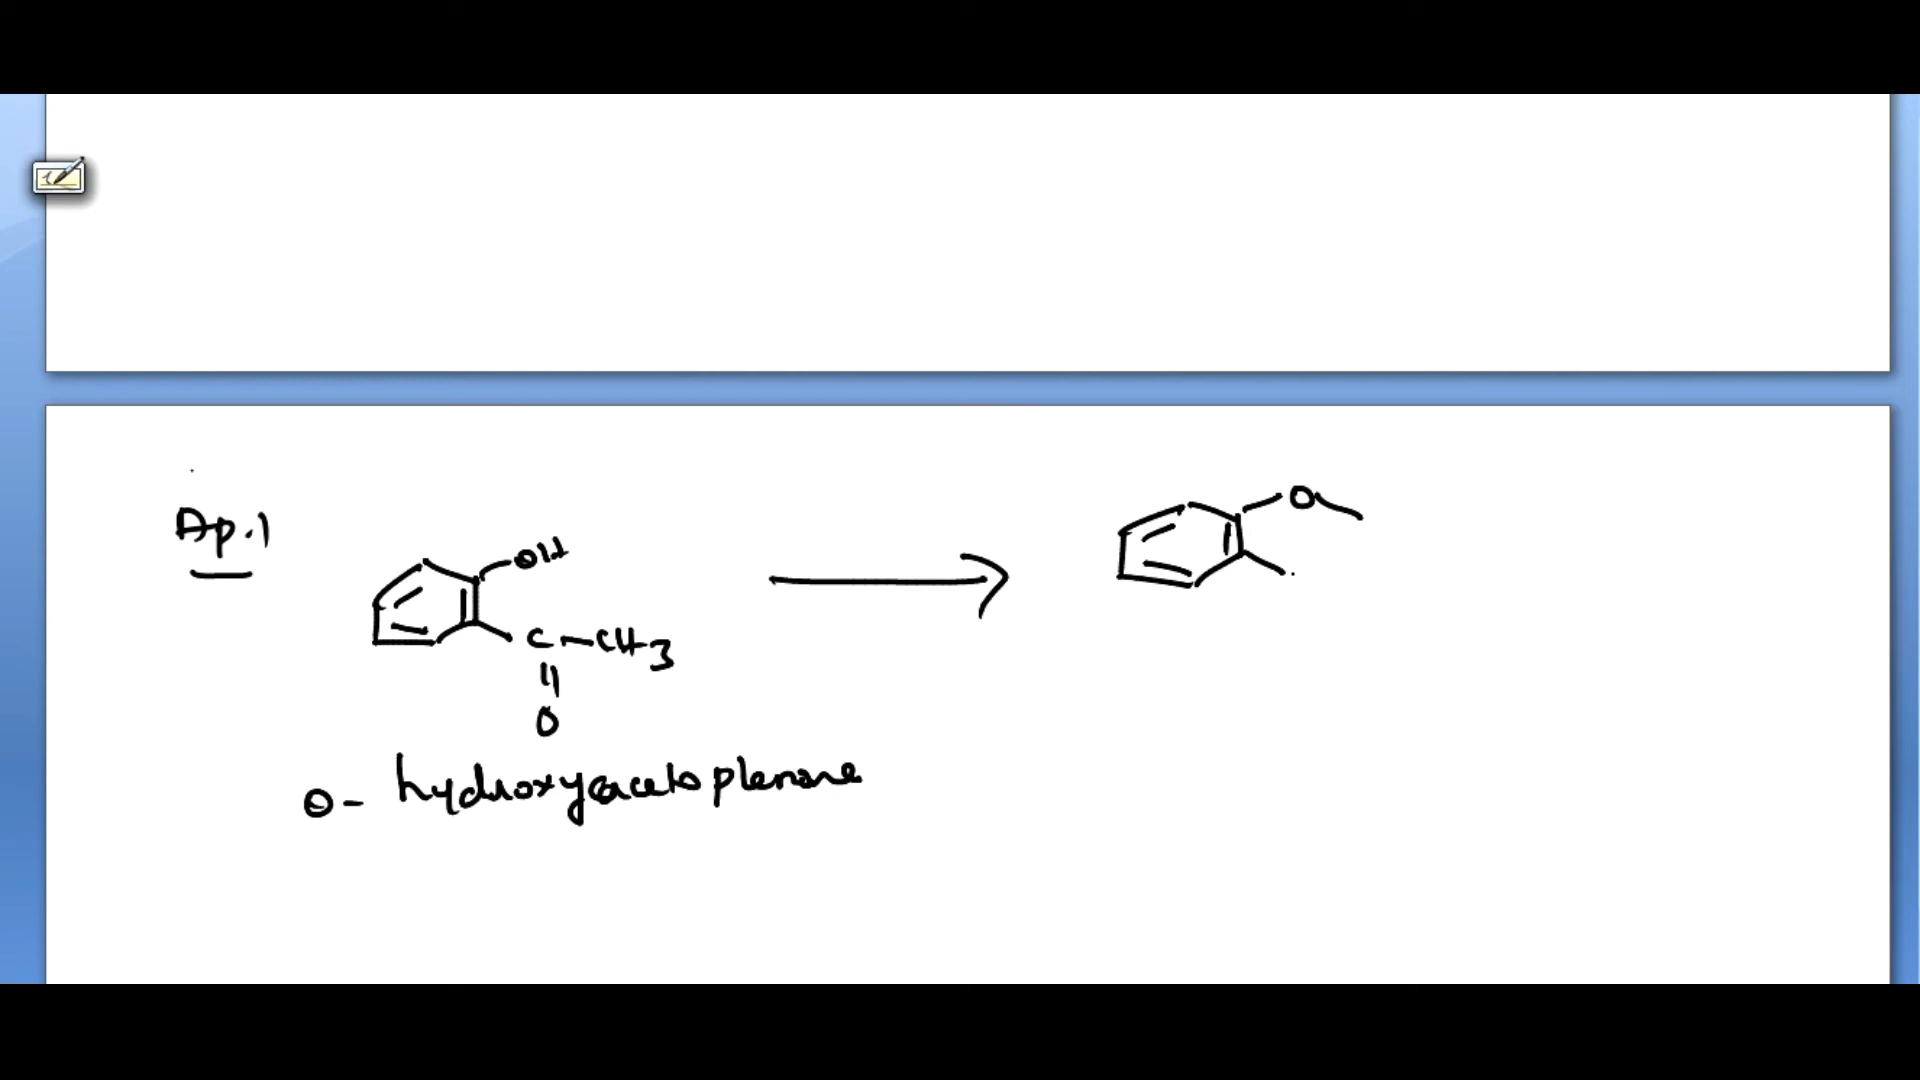 Ap.1
OH
C-CH3
O
o- hydroxyacetophenone
O